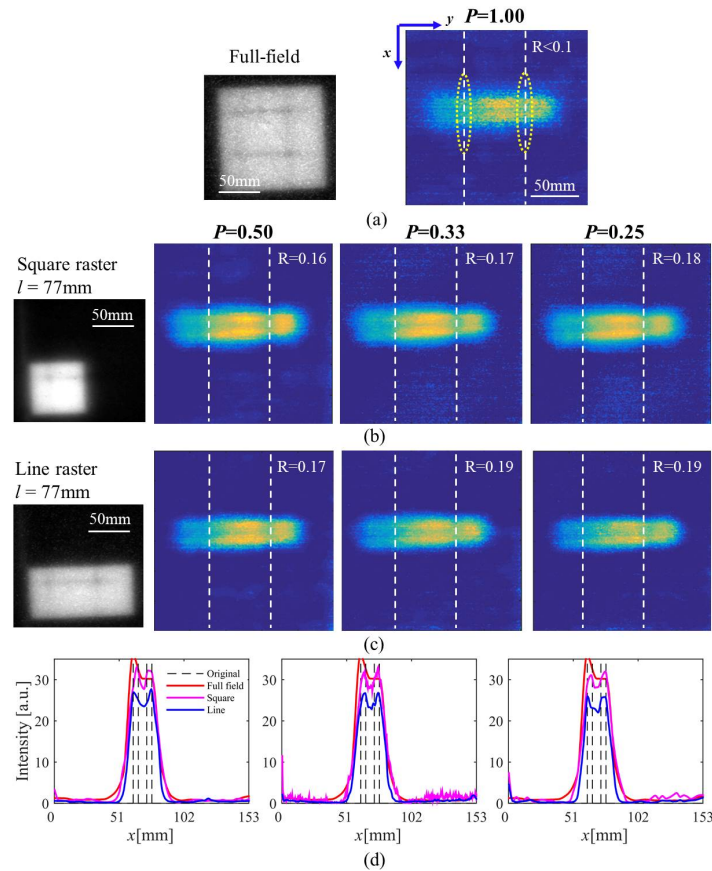 P=1.00
y
x
Full-field
R<0.1
50mm
50mm
(a)
P=0.50
P=0.33
P=0.25
Square raster
l = 77mm
50mm
R=0.16
R=0.17
R=0.18
(b)
Line raster
l = 77mm
50mm
R=0.17
R=0.19
R=0.19
(c)
Intensity [a.u.]
30
20
10
0
Original
Full field
Square
Line
0 51 102 153
x[mm]
30
20
10
0
0 51 102 153
x[mm]
30
20
10
0
0 51 102 153
x[mm]
(d)